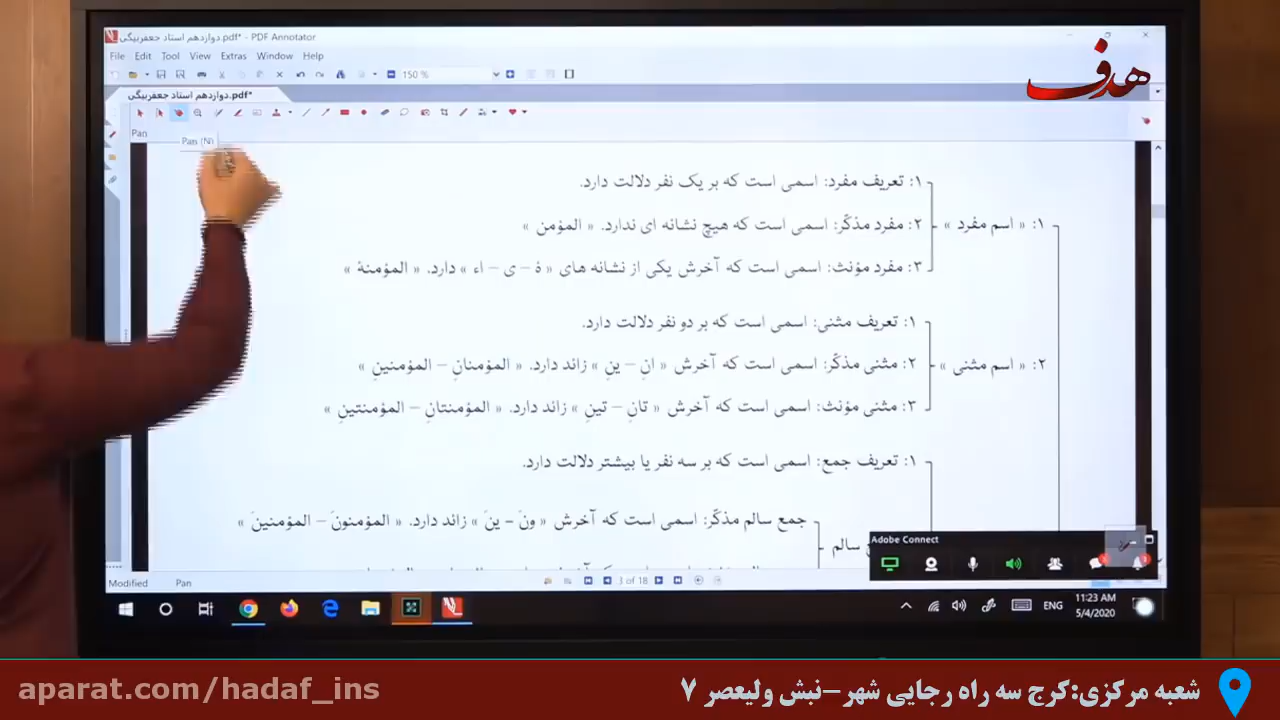 دوازدهم استاد جعفربیگی.pdf* - PDF Annotator
File Edit Tool View Extras Window Help
150 %
هدف
دوازدهم استاد جعفربیگی.pdf*
Pan
Pan (N)
۱: « اسم مفرد »
۱: تعریف مفرد: اسمی است که بر یک نفر دلالت دارد.
۲: مفرد مذکّر: اسمی است که هیچ نشانه ای ندارد. « المؤمن »
۳: مفرد مؤنث: اسمی است که آخرش یکی از نشانه های « ة – ی – اء » دارد. « المؤمنة »
۲: « اسم مثنی »
۱: تعریف مثنی: اسمی است که بر دو نفر دلالت دارد.
۲: مثنی مذکّر: اسمی است که آخرش « انِ – ینِ » زائد دارد. « المؤمنانِ – المؤمنینِ »
۳: مثنی مؤنث: اسمی است که آخرش « تانِ – تینِ » زائد دارد. « المؤمنتانِ – المؤمنتینِ »
۱: تعریف جمع: اسمی است که بر سه نفر یا بیشتر دلالت دارد.
جمع سالم مذکّر: اسمی است که آخرش « ونَ – ینَ » زائد دارد. « المؤمنونَ – المؤمنینَ »
سالم
Adobe Connect
Modified Pan
3 of 18
ENG
11:23 AM
5/4/2020
aparat.com/hadaf_ins
شعبه مرکزی:کرج سه راه رجایی شهر-نبش ولیعصر ۷